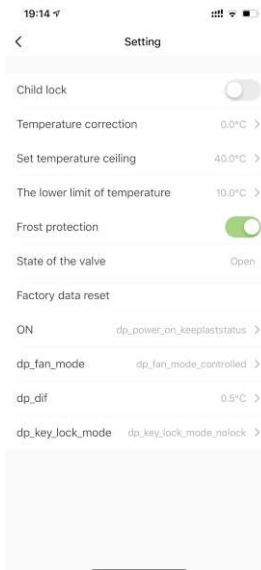 19:14
Setting
Child lock
Temperature correction 0.0°C >
Set temperature ceiling 40.0°C >
The lower limit of temperature 10.0°C >
Frost protection
State of the valve Open
Factory data reset
ON dp_power_on_keeplaststatus >
dp_fan_mode dp_fan_mode_controlled >
dp_dif 0.5°C >
dp_key_lock_mode dp_key_lock_mode_nolock >